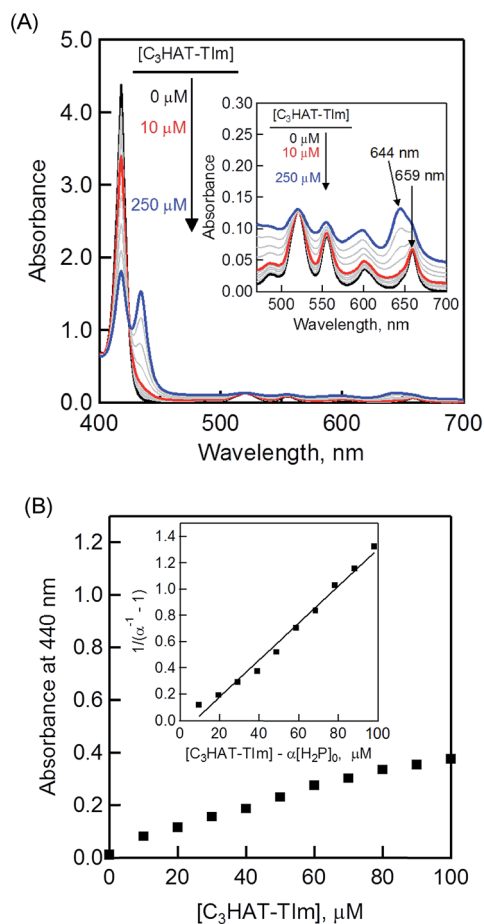 (A)
[C₃HAT-TIm]
0 μM
10 μM
250 μM
5.0
4.0
3.0
2.0
1.0
0.0
Absorbance
400
500
600
700
Wavelength, nm
[C₃HAT-TIm]
0 μM
10 μM
250 μM
644 nm
659 nm
0.30
0.25
0.20
0.15
0.10
0.05
0.00
Absorbance
500
550
600
650
700
Wavelength, nm
(B)
1.2
1.0
0.8
0.6
0.4
0.2
0.0
Absorbance at 440 nm
0
20
40
60
80
100
[C₃HAT-TIm], μM
1.4
1.2
1.0
0.8
0.6
0.4
0.2
0.0
1/(α⁻¹ - 1)
0
20
40
60
80
100
[C₃HAT-TIm] - α[H₂P]₀, μM